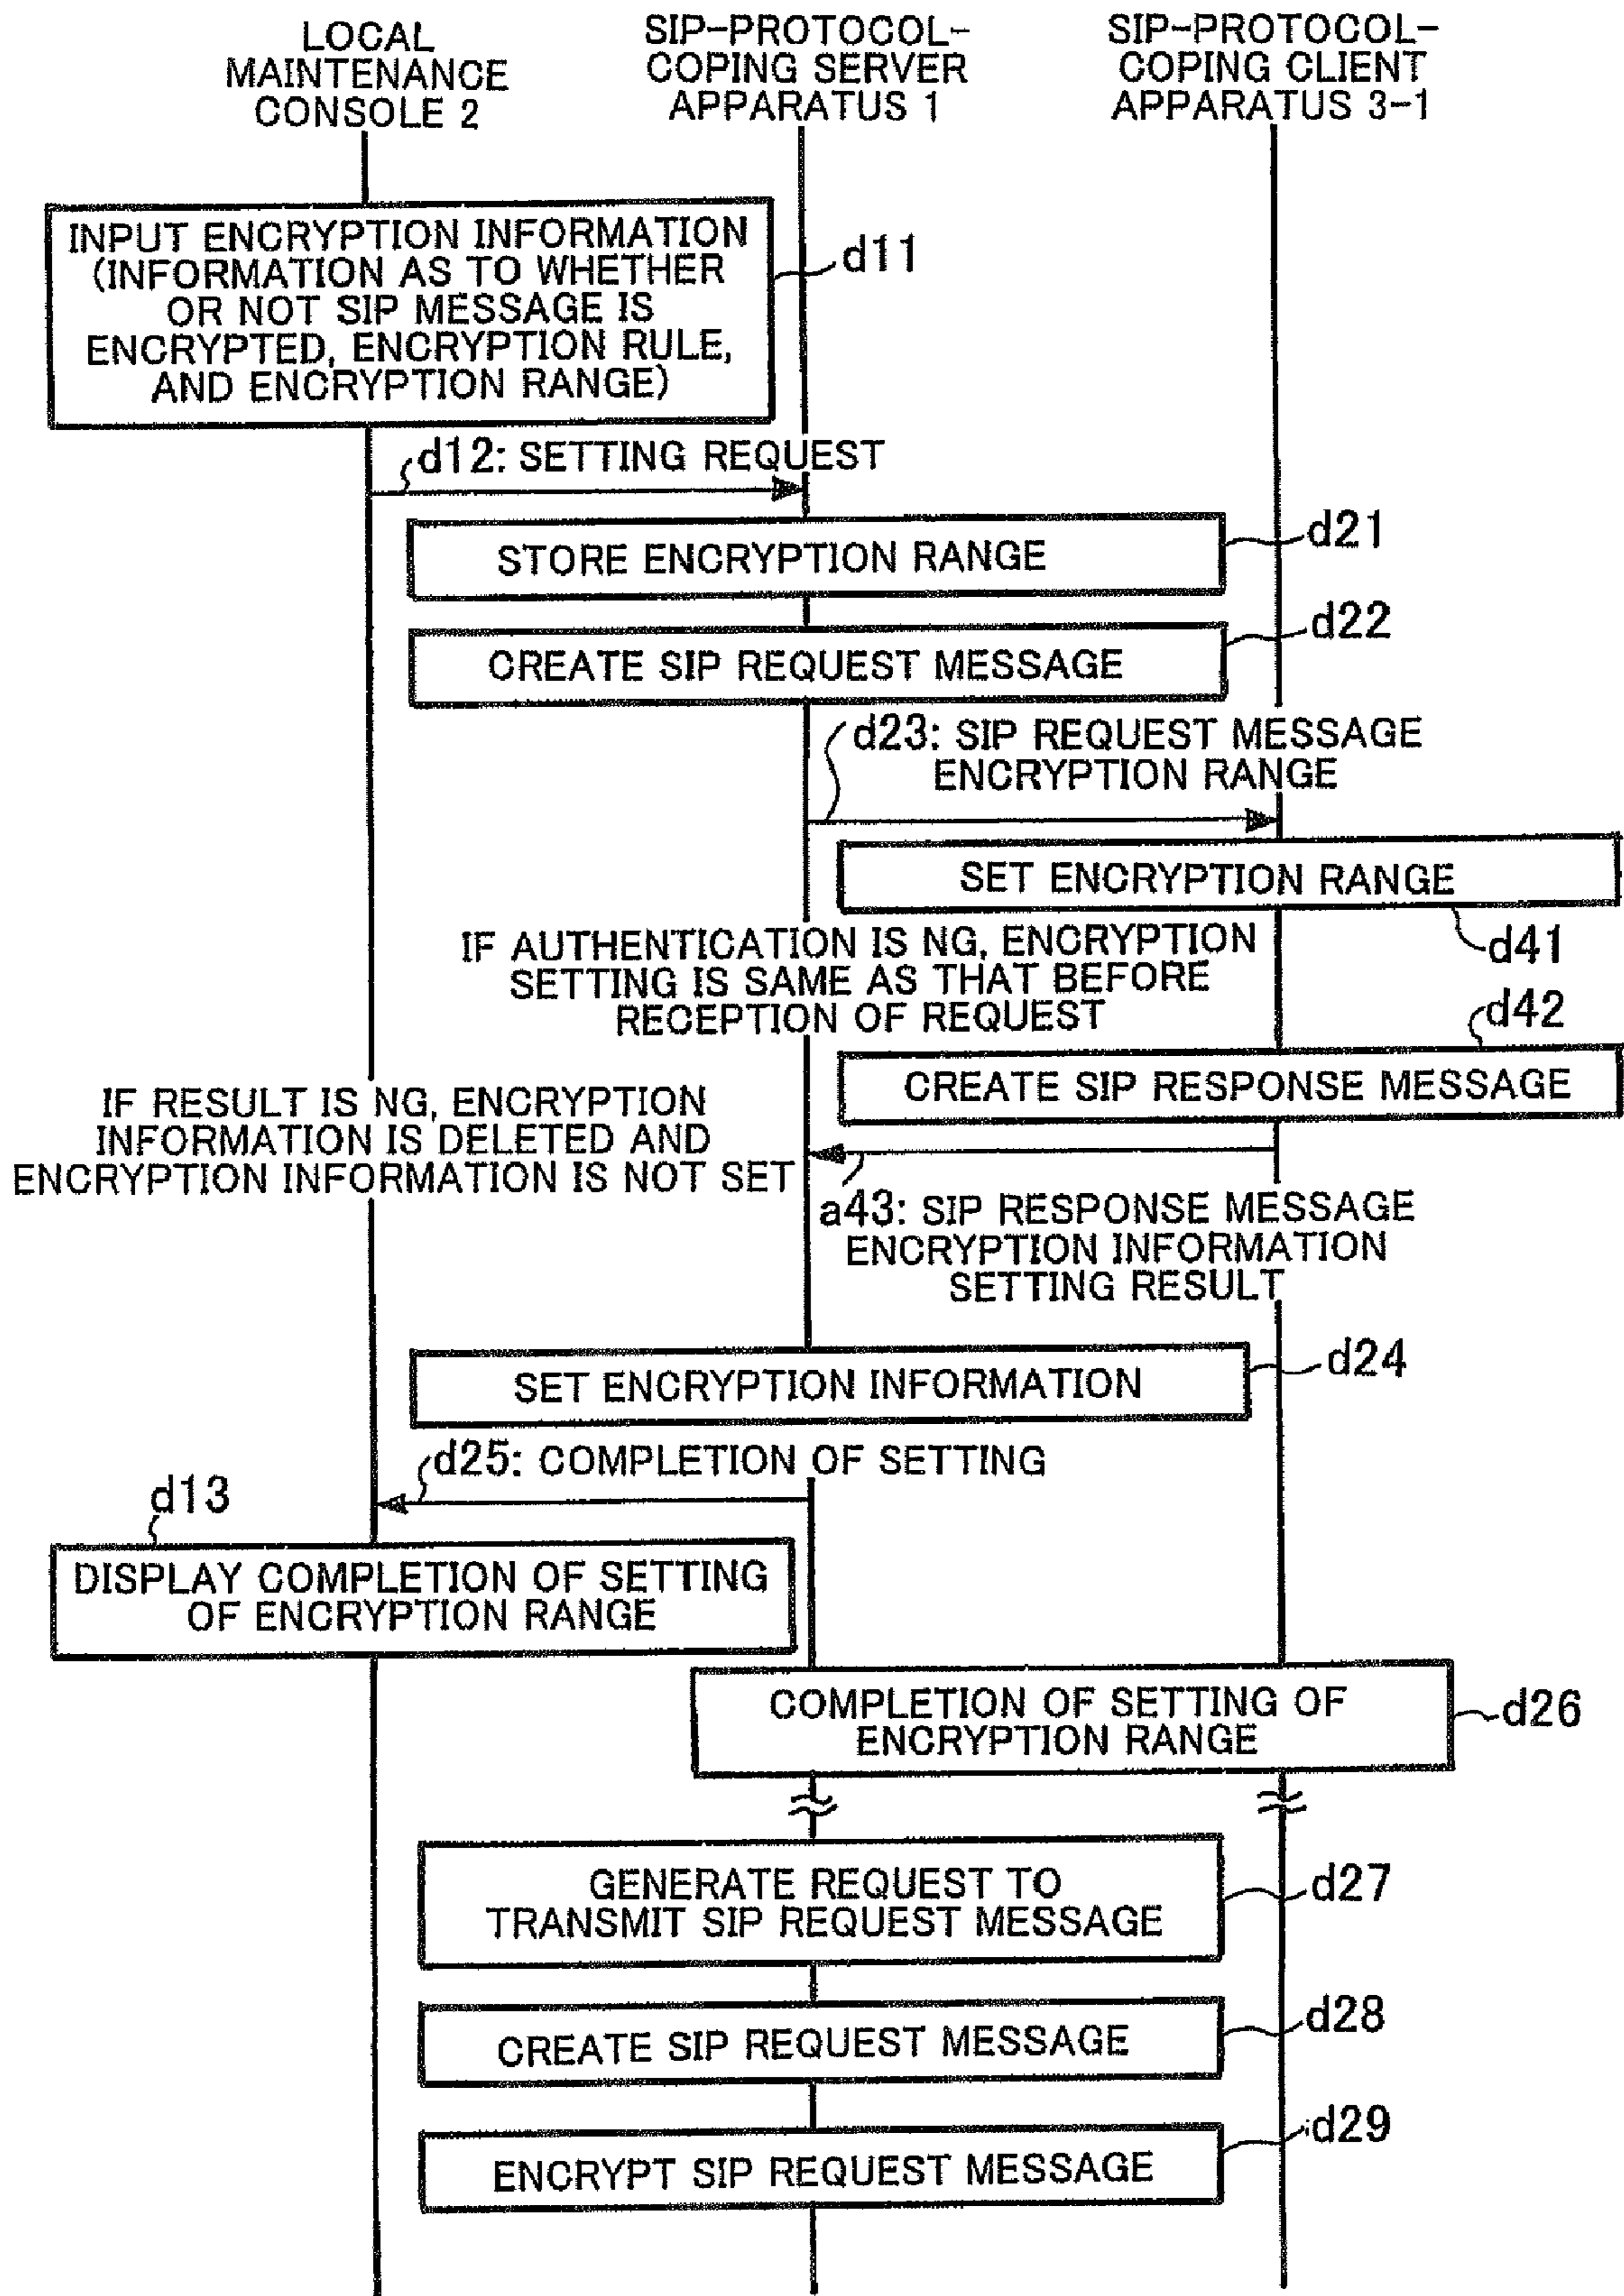 LOCAL
MAINTENANCE
CONSOLE 2
SIP-PROTOCOL-
COPING SERVER
APPARATUS 1
SIP-PROTOCOL-
COPING CLIENT
APPARATUS 3-1
INPUT ENCRYPTION INFORMATION
(INFORMATION AS TO WHETHER
OR NOT SIP MESSAGE IS
ENCRYPTED, ENCRYPTION RULE,
AND ENCRYPTION RANGE)
d11
d12: SETTING REQUEST
STORE ENCRYPTION RANGE
d21
CREATE SIP REQUEST MESSAGE
d22
d23: SIP REQUEST MESSAGE
ENCRYPTION RANGE
SET ENCRYPTION RANGE
d41
IF AUTHENTICATION IS NG, ENCRYPTION
SETTING IS SAME AS THAT BEFORE
RECEPTION OF REQUEST
d42
CREATE SIP RESPONSE MESSAGE
IF RESULT IS NG, ENCRYPTION
INFORMATION IS DELETED AND
ENCRYPTION INFORMATION IS NOT SET
a43: SIP RESPONSE MESSAGE
ENCRYPTION INFORMATION
SETTING RESULT
SET ENCRYPTION INFORMATION
d24
d25: COMPLETION OF SETTING
d13
DISPLAY COMPLETION OF SETTING
OF ENCRYPTION RANGE
COMPLETION OF SETTING OF
ENCRYPTION RANGE
d26
GENERATE REQUEST TO
TRANSMIT SIP REQUEST MESSAGE
d27
CREATE SIP REQUEST MESSAGE
d28
ENCRYPT SIP REQUEST MESSAGE
d29